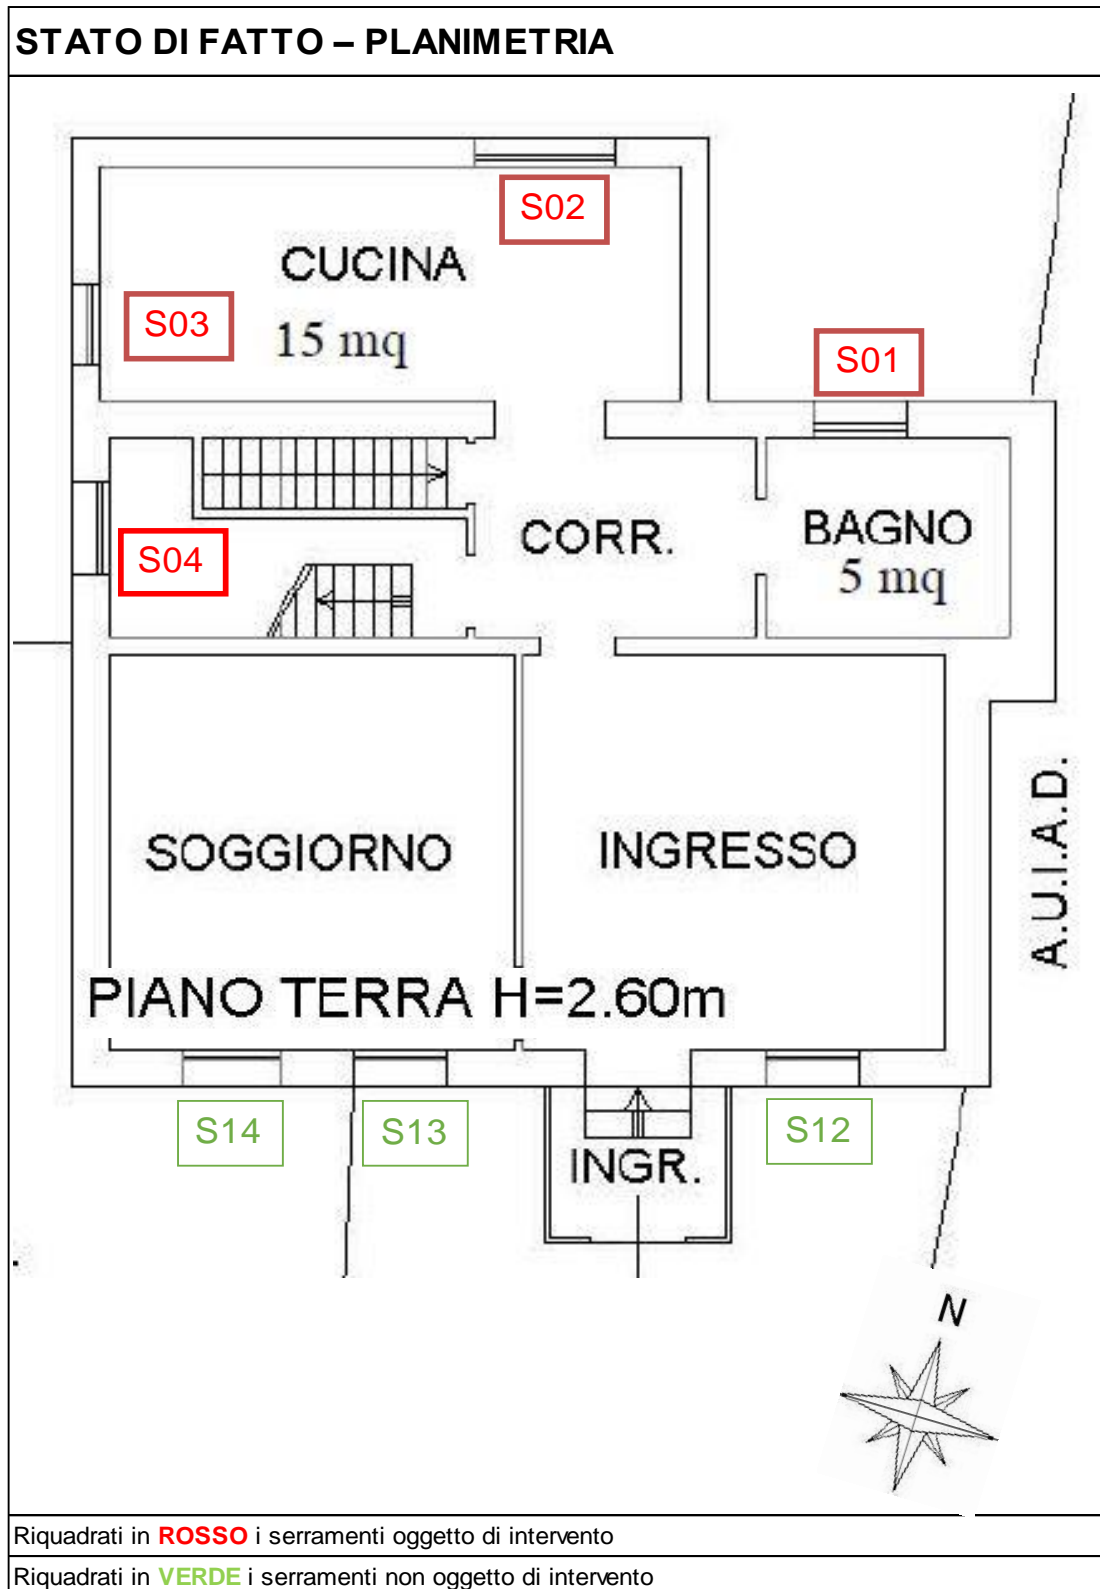 STATO DI FATTO – PLANIMETRIA
S02
CUCINA
S03
15 mq
S01
CORR.
BAGNO
S04
5 mq
SOGGIORNO
INGRESSO
A.U.I.A.D.
PIANO TERRA H=2.60m
S14
S13
S12
INGR.
N
Riquadrati in ROSSO i serramenti oggetto di intervento
Riquadrati in VERDE i serramenti non oggetto di intervento